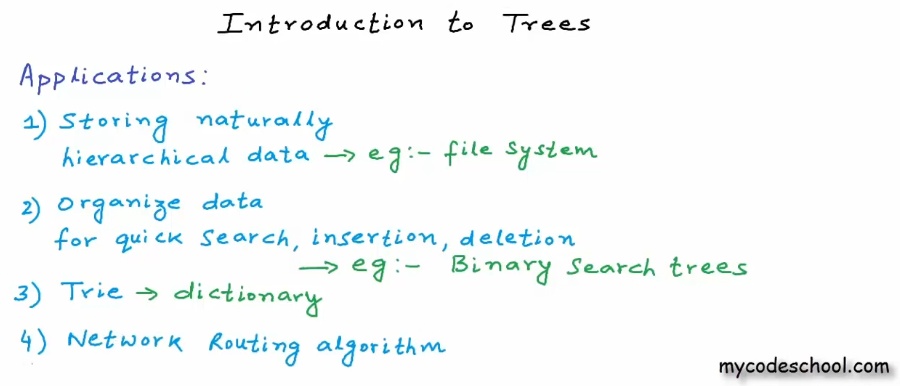 Introduction to Trees
Applications:
1) Storing naturally
hierarchical data → eg:- file system
2) Organize data
for quick search, insertion, deletion
→ eg:- Binary Search trees
3) Trie → dictionary
4) Network Routing algorithm
mycodeschool.com